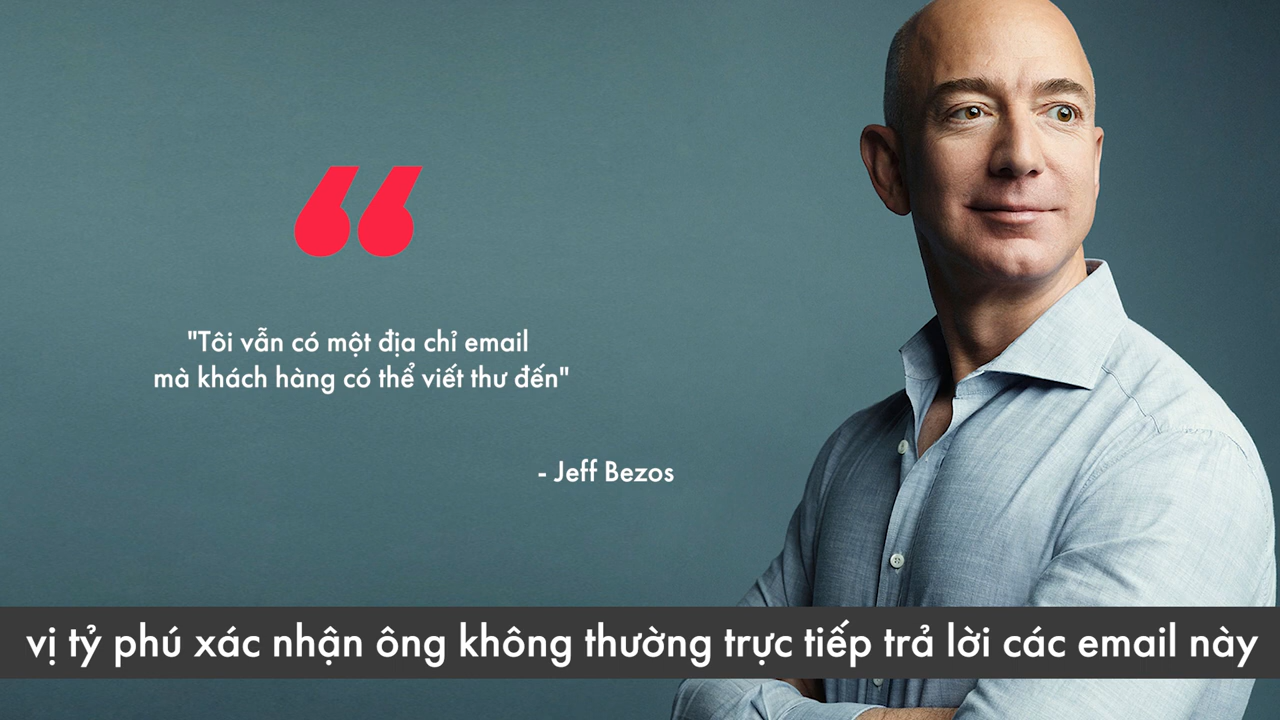 "Tôi vẫn có một địa chỉ email
mà khách hàng có thể viết thư đến"
- Jeff Bezos
vị tỷ phú xác nhận ông không thường trực tiếp trả lời các email này